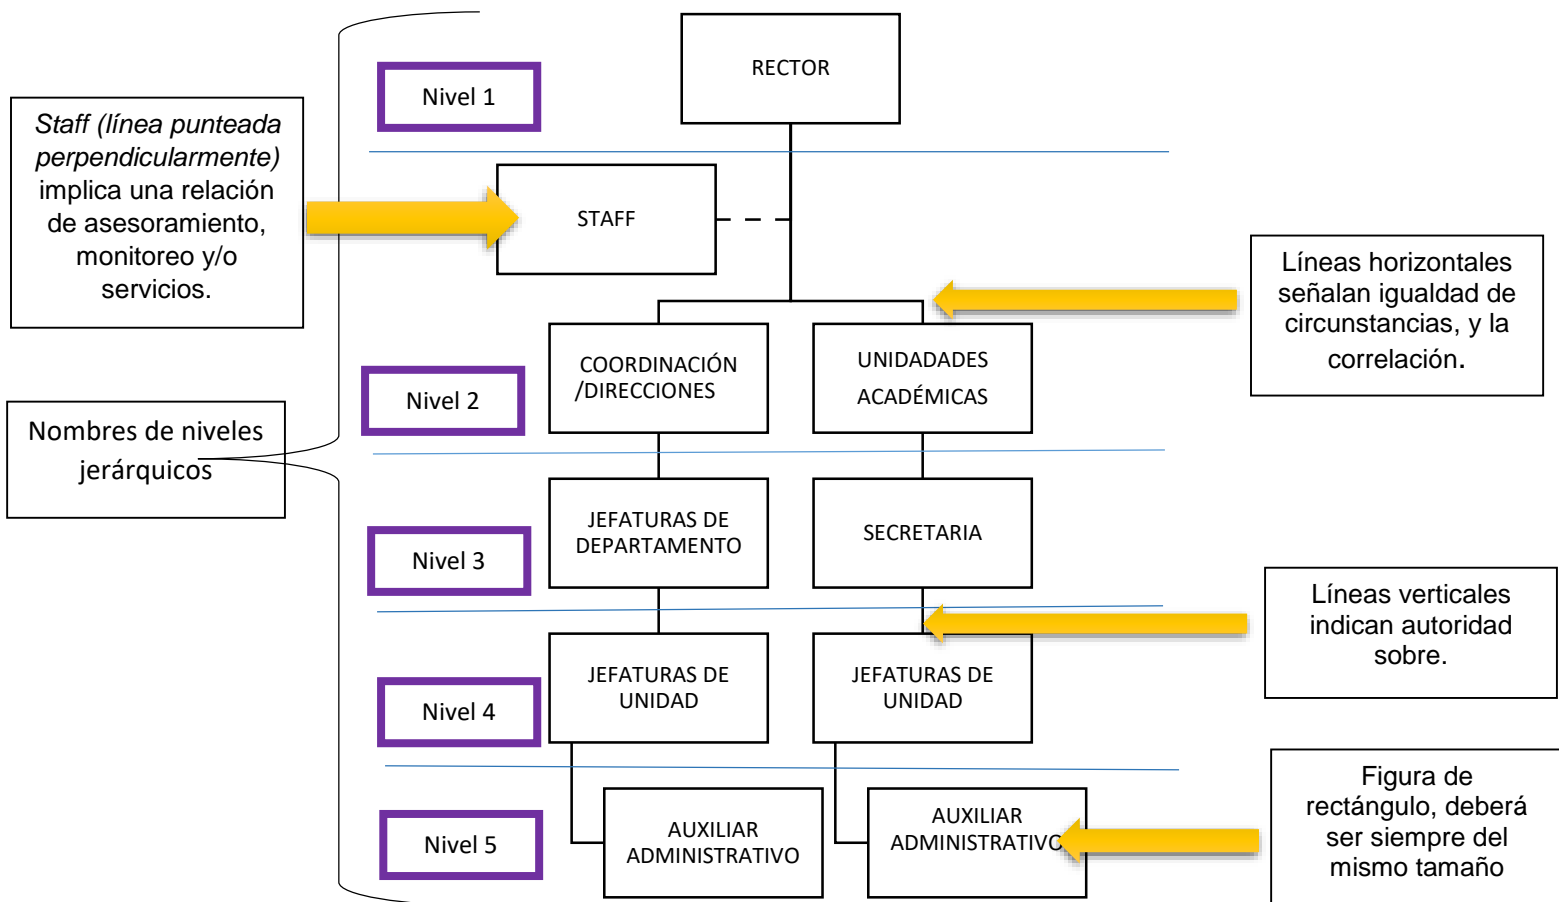 RECTOR
Nivel 1
Staff (línea punteada
perpendicularmente)
implica una relación
de asesoramiento,
monitoreo y/o
servicios.
STAFF
Líneas horizontales
señalan igualdad de
circunstancias, y la
correlación.
COORDINACIÓN
/DIRECCIONES
UNIDADADES
ACADÉMICAS
Nivel 2
Nombres de niveles
jerárquicos
JEFATURAS DE
DEPARTAMENTO
SECRETARIA
Nivel 3
Líneas verticales
indican autoridad
sobre.
JEFATURAS DE
UNIDAD
JEFATURAS DE
UNIDAD
Nivel 4
Figura de
rectángulo, deberá
ser siempre del
mismo tamaño
Nivel 5
AUXILIAR
ADMINISTRATIVO
AUXILIAR
ADMINISTRATIVO